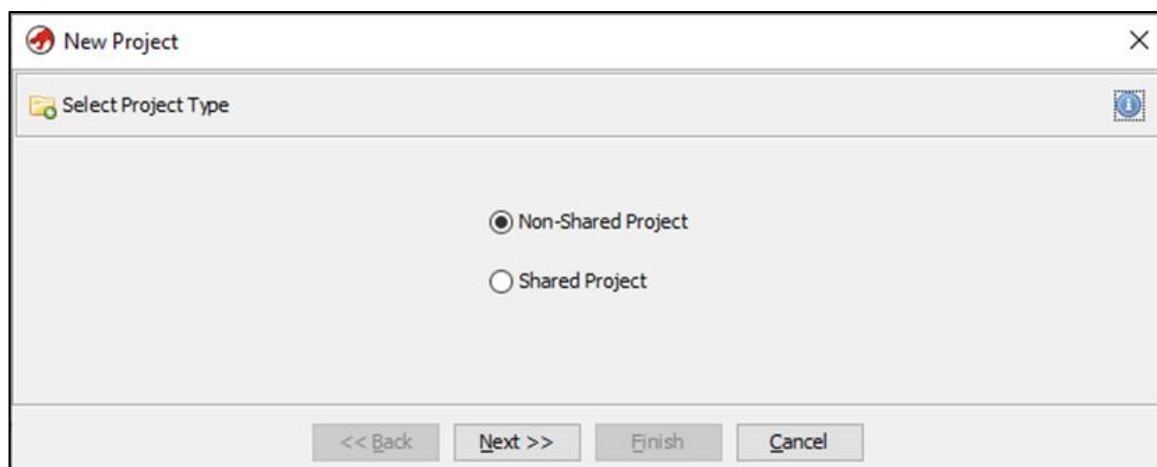 New Project
Select Project Type
Non-Shared Project
Shared Project
<< Back Next >> Finish Cancel